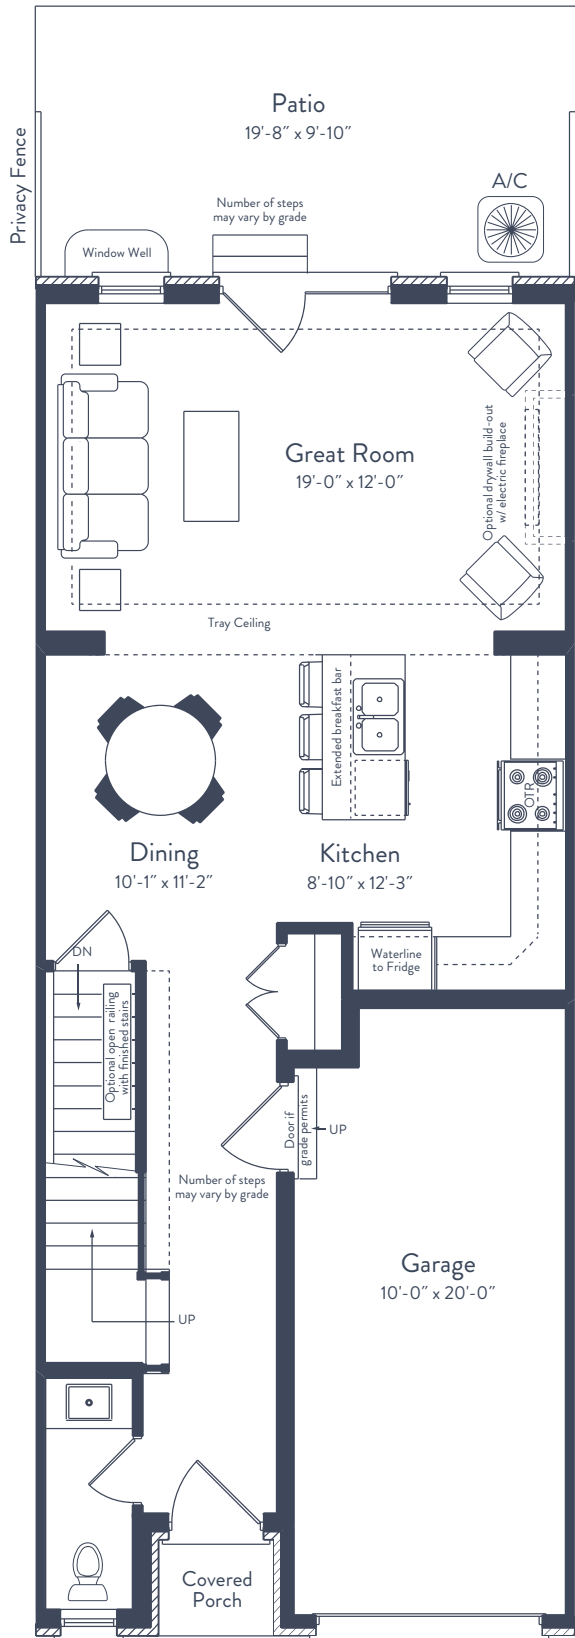 Patio
19'-8" x 9'-10"
Privacy Fence
A/C
Number of steps
may vary by grade
Window Well
Great Room
19'-0" x 12'-0"
Optional drywall build-out
w/ electric fireplace
Tray Ceiling
Extended breakfast bar
OTR
Dining
10'-1" x 11'-2"
Kitchen
8'-10" x 12'-3"
DN
Waterline
to Fridge
Optional open railing
with finished stairs
Door if
grade permits
UP
Number of steps
may vary by grade
Garage
10'-0" x 20'-0"
UP
Covered
Porch